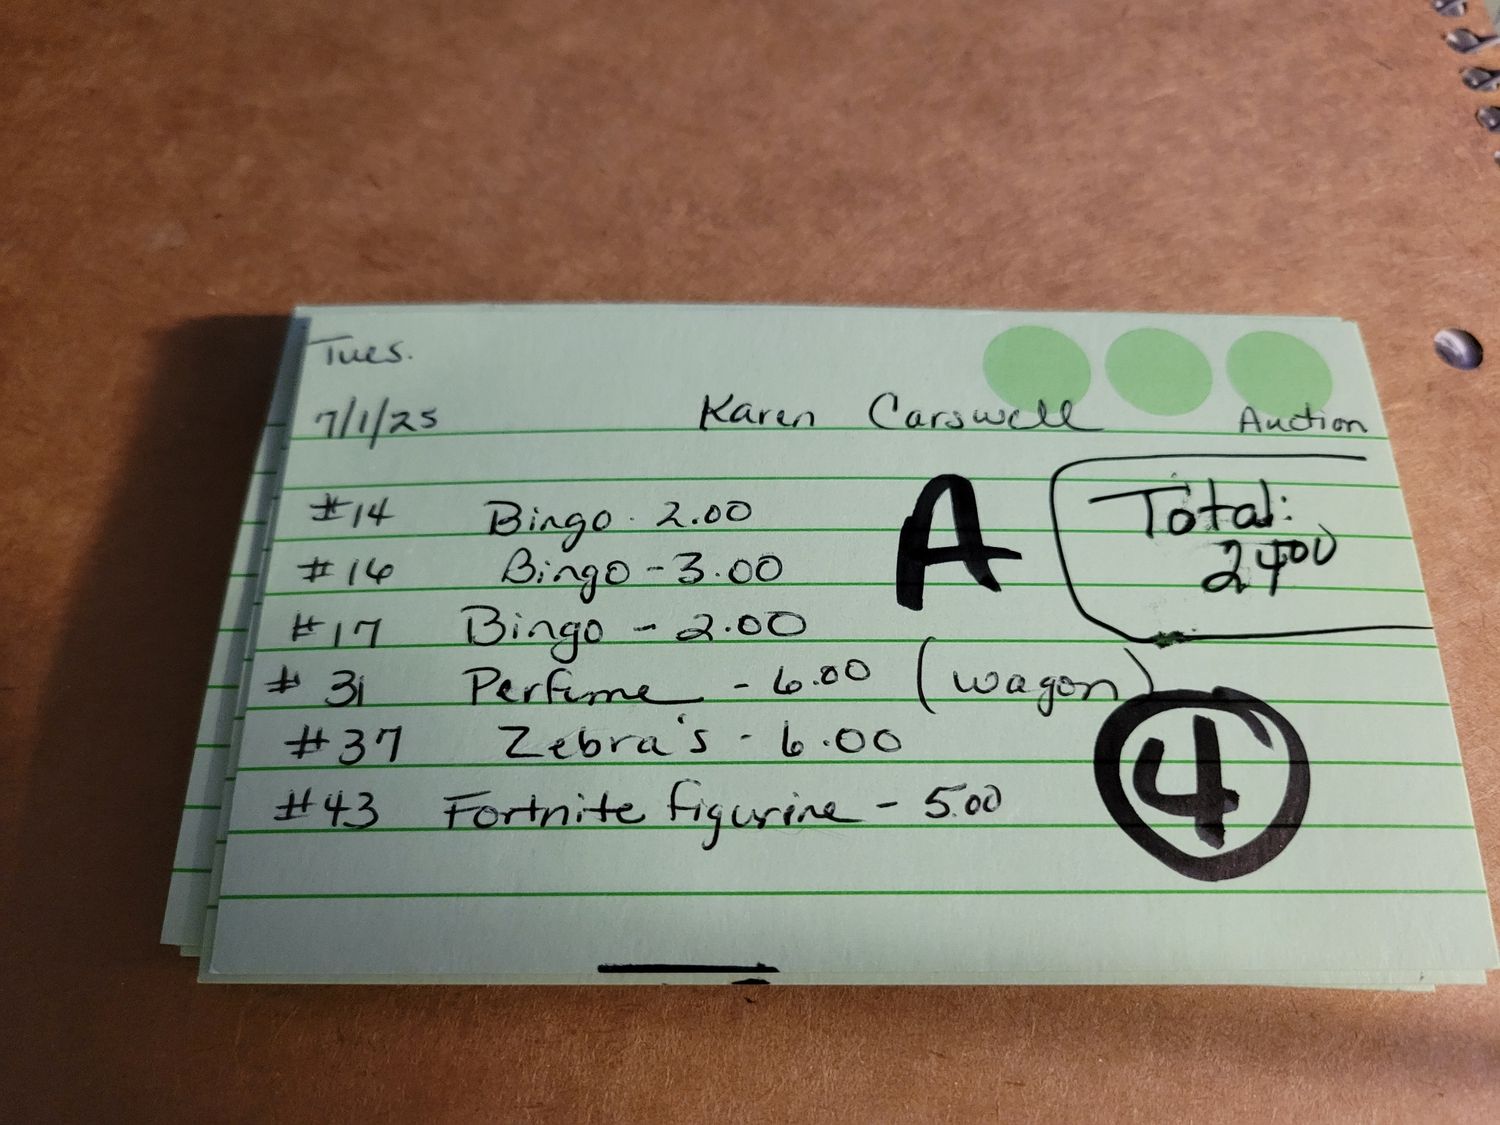 Tues.
7/1/25 Karen Carswell Auction
#14 Bingo - 2.00
#16 Bingo - 3.00
#17 Bingo - 2.00
#31 Perfume - 6.00 (wagon)
#37 Zebra's - 6.00
#43 Fortnite figurine - 5.00
A
Total:
24 00
4